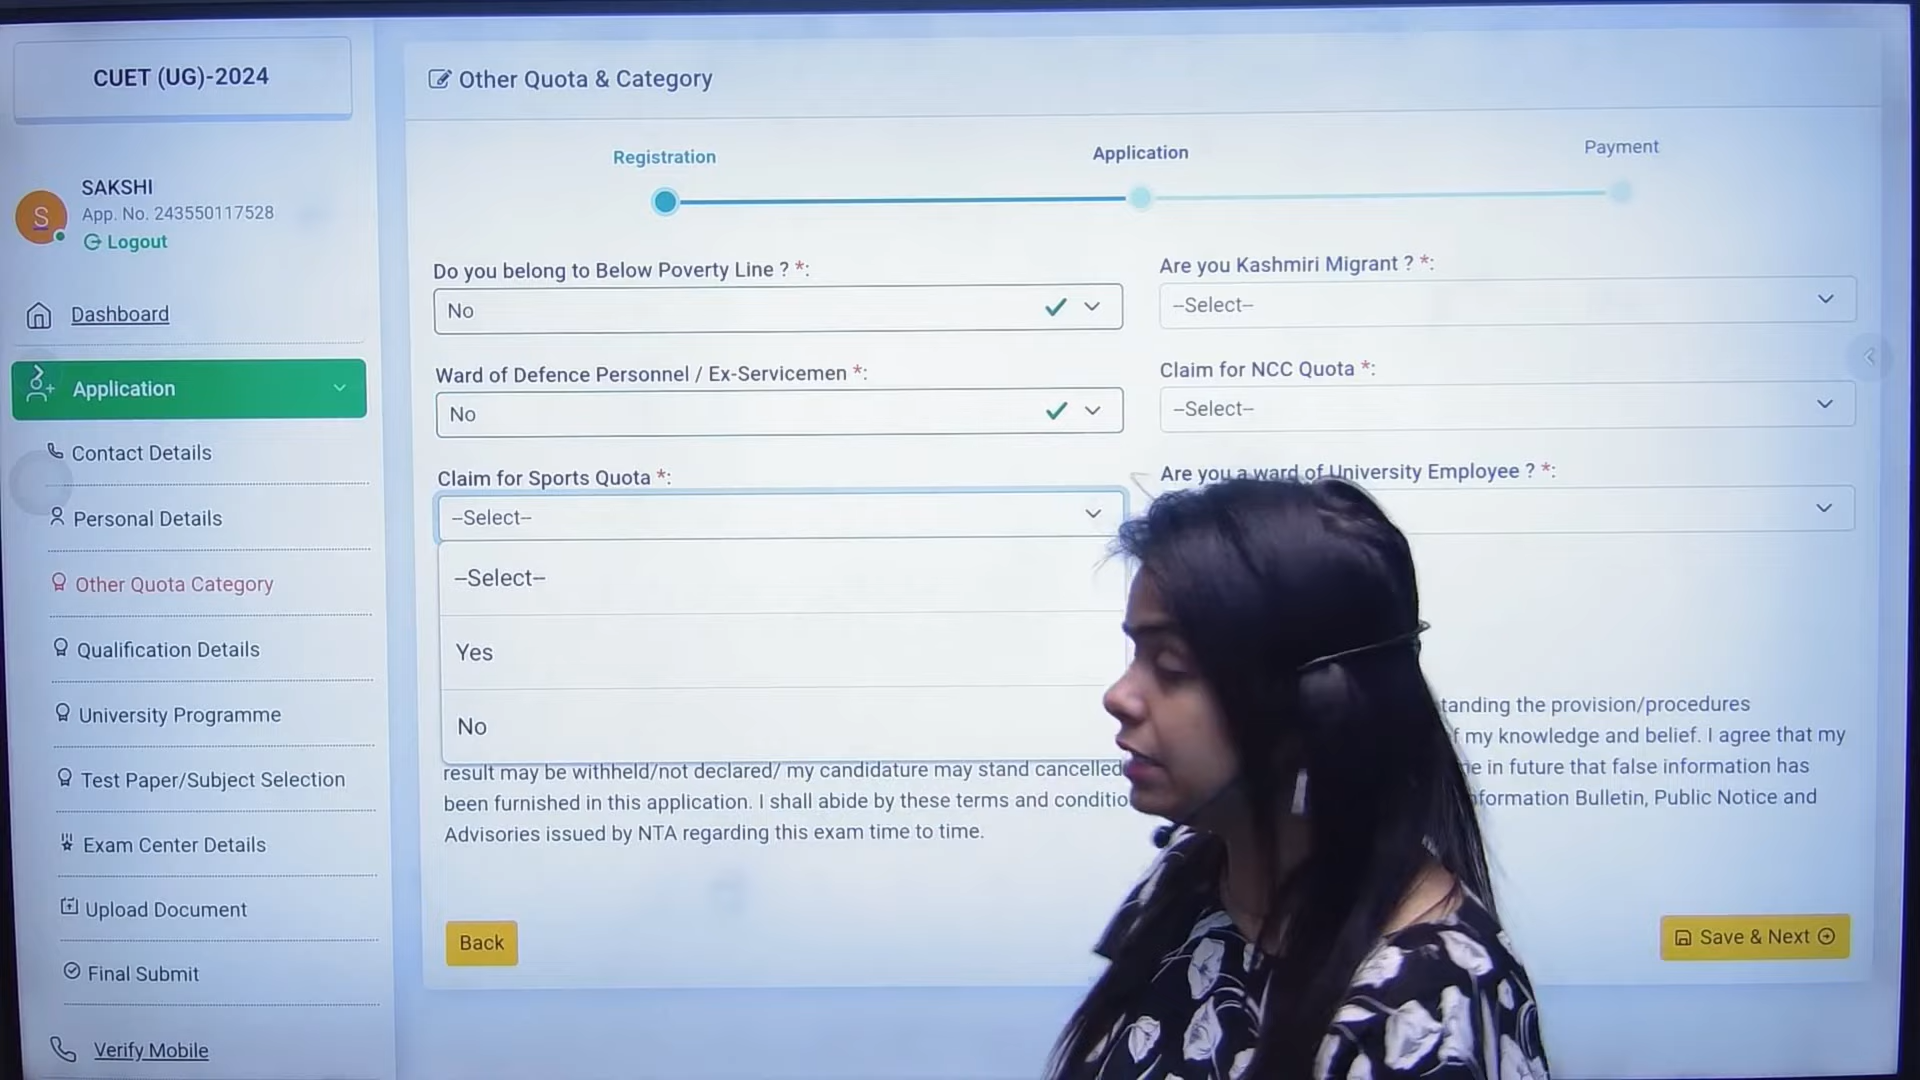 CUET (UG)-2024
S
SAKSHI
App. No. 243550117528
Logout
Dashboard
Application
Contact Details
Personal Details
Other Quota Category
Qualification Details
University Programme
Test Paper/Subject Selection
Exam Center Details
Upload Document
Final Submit
Verify Mobile
Other Quota & Category
Registration
Application
Payment
Do you belong to Below Poverty Line ? *:
No
Are you Kashmiri Migrant ? *:
--Select--
Ward of Defence Personnel / Ex-Servicemen *:
No
Claim for NCC Quota *:
--Select--
Claim for Sports Quota *:
--Select--
--Select--
Yes
No
Are you a ward of University Employee ? *:
tanding the provision/procedures
my knowledge and belief. I agree that my
result may be withheld/not declared/ my candidature may stand cancelled in future that false information has
been furnished in this application. I shall abide by these terms and Information Bulletin, Public Notice and
Advisories issued by NTA regarding this exam time to time.
Back
Save & Next